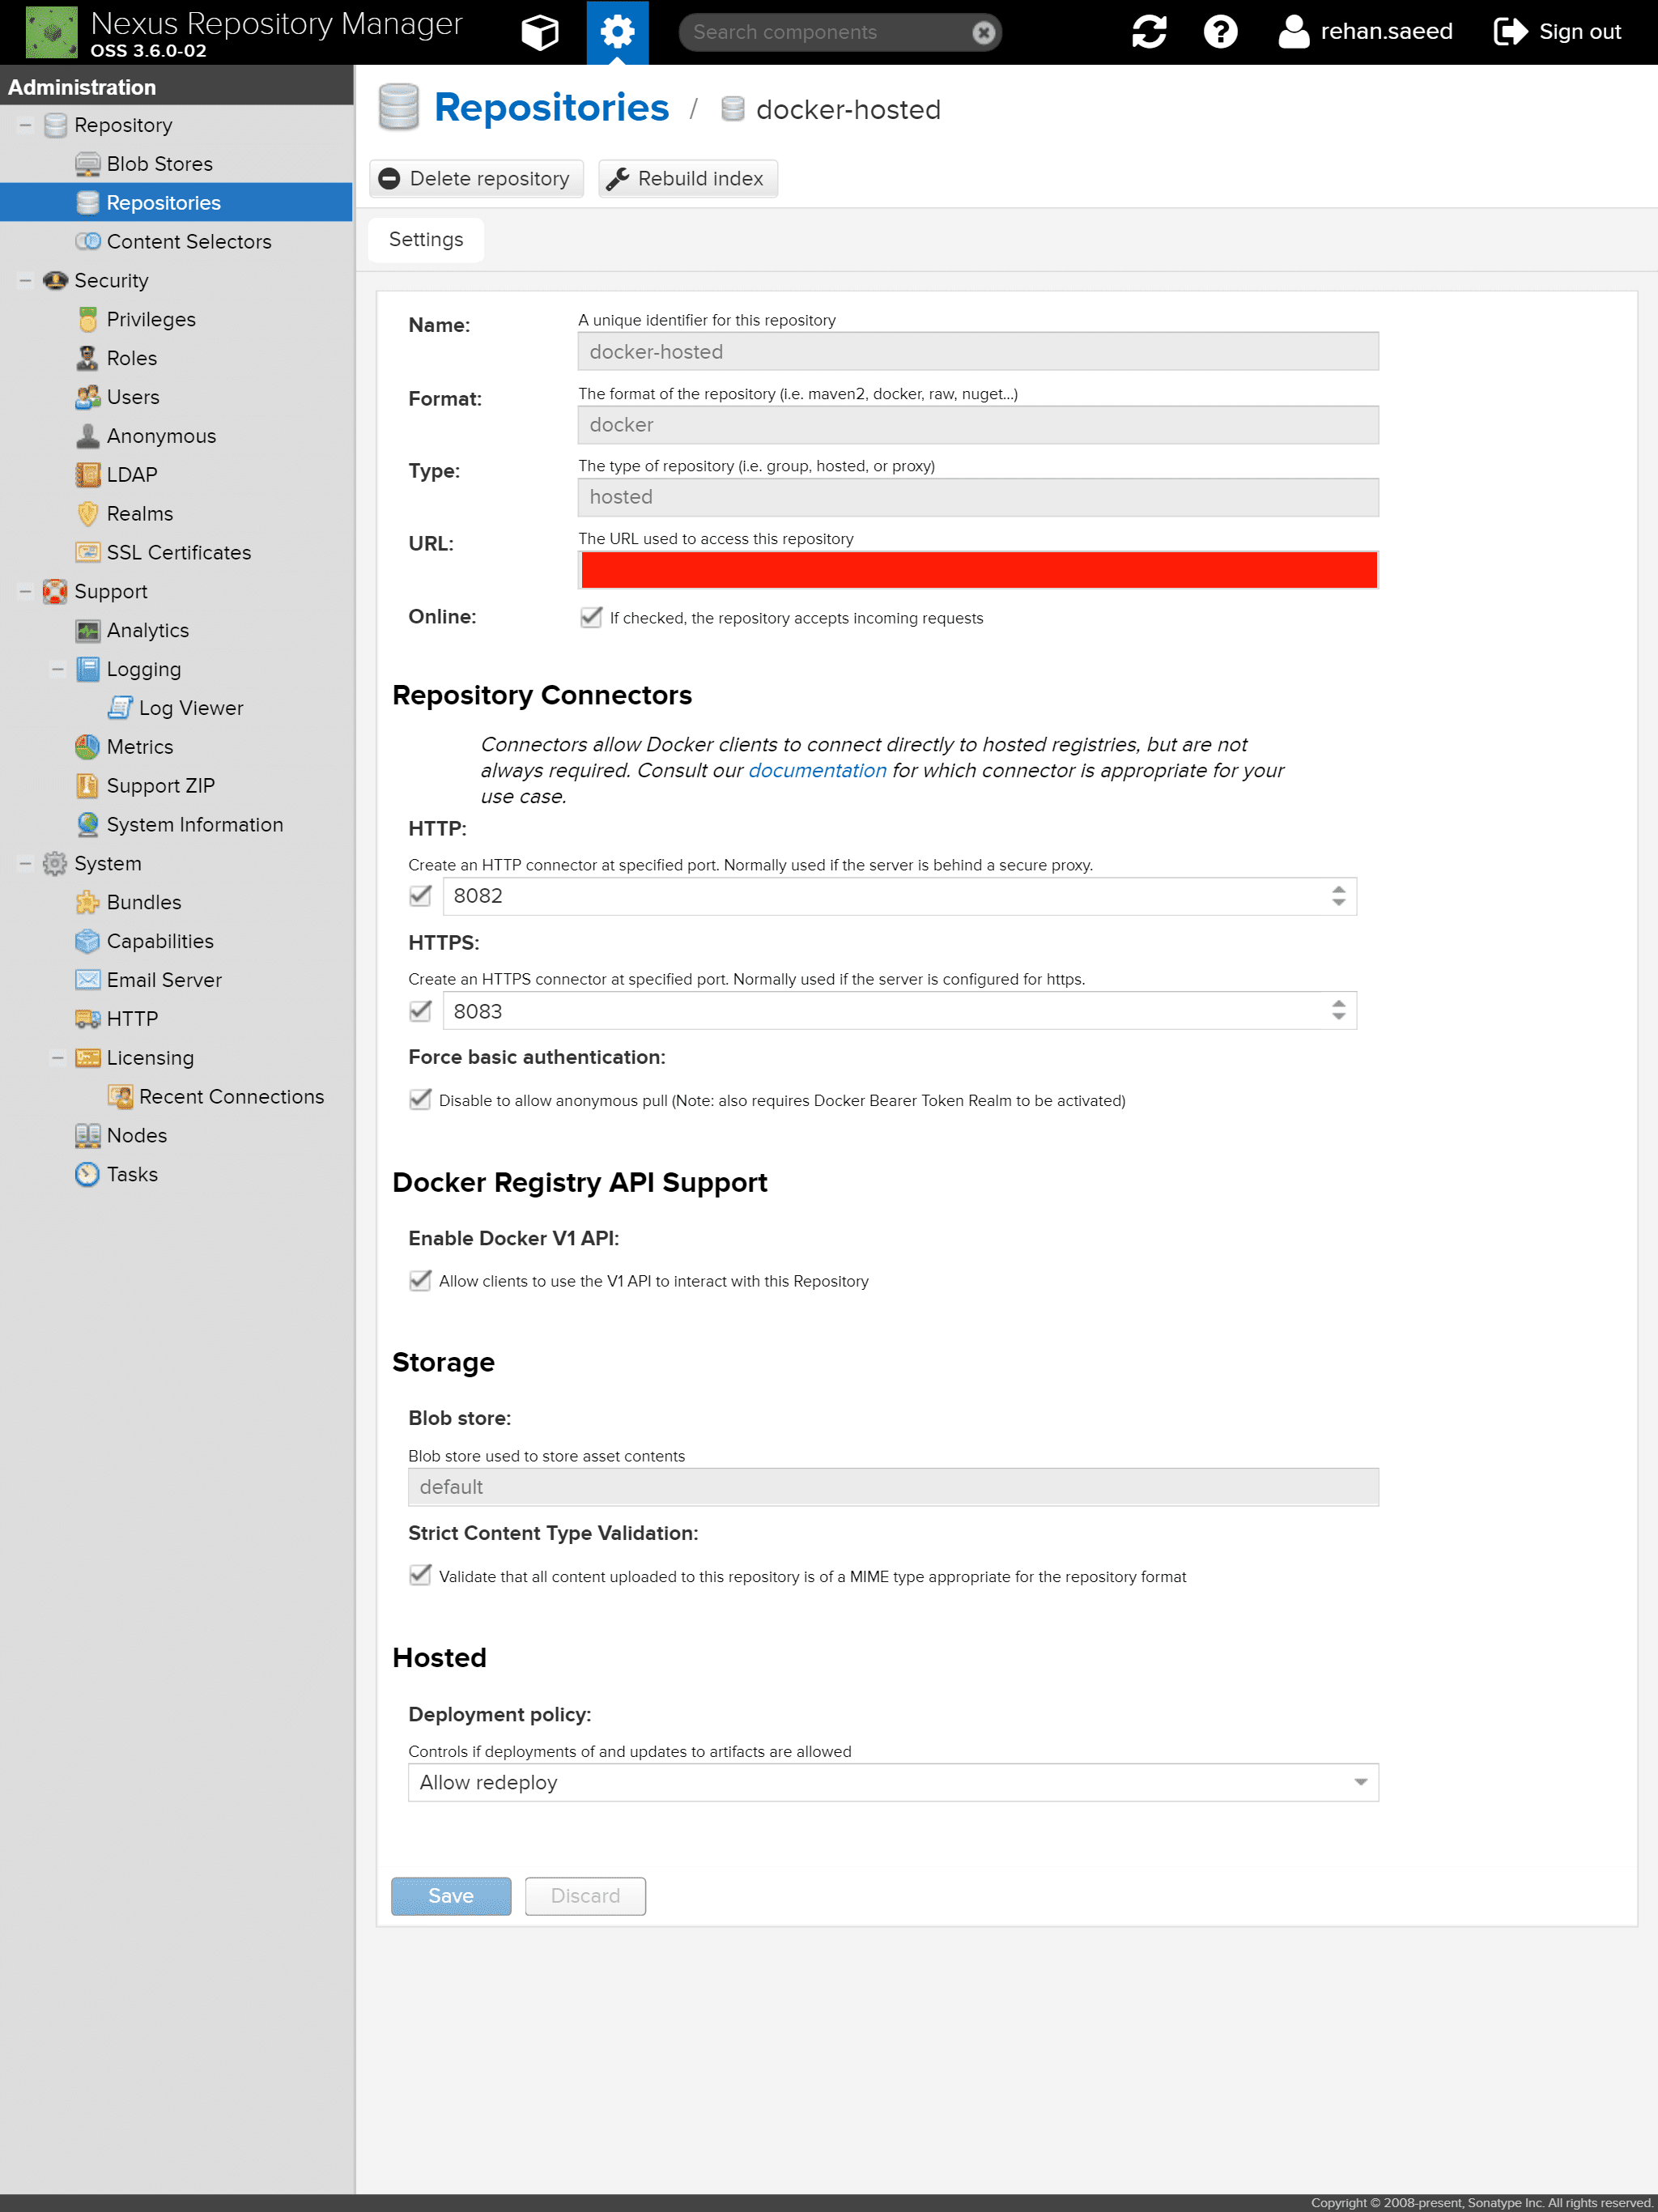 Nexus Repository Manager
OSS 3.6.0-02
Search components
rehan.saeed
Sign out
Administration
Repository
Blob Stores
Repositories
Content Selectors
Security
Privileges
Roles
Users
Anonymous
LDAP
Realms
SSL Certificates
Support
Analytics
Logging
Log Viewer
Metrics
Support ZIP
System Information
System
Bundles
Capabilities
Email Server
HTTP
Licensing
Recent Connections
Nodes
Tasks
Repositories / docker-hosted
Delete repository
Rebuild index
Settings
Name:
A unique identifier for this repository
docker-hosted
Format:
The format of the repository (i.e. maven2, docker, raw, nuget...)
docker
Type:
The type of repository (i.e. group, hosted, or proxy)
hosted
URL:
The URL used to access this repository
Online:
If checked, the repository accepts incoming requests
Repository Connectors
Connectors allow Docker clients to connect directly to hosted registries, but are not
always required. Consult our documentation for which connector is appropriate for your
use case.
HTTP:
Create an HTTP connector at specified port. Normally used if the server is behind a secure proxy.
8082
HTTPS:
Create an HTTPS connector at specified port. Normally used if the server is configured for https.
8083
Force basic authentication:
Disable to allow anonymous pull (Note: also requires Docker Bearer Token Realm to be activated)
Docker Registry API Support
Enable Docker V1 API:
Allow clients to use the V1 API to interact with this Repository
Storage
Blob store:
Blob store used to store asset contents
default
Strict Content Type Validation:
Validate that all content uploaded to this repository is of a MIME type appropriate for the repository format
Hosted
Deployment policy:
Controls if deployments of and updates to artifacts are allowed
Allow redeploy
Save
Discard
Copyright © 2008-present, Sonatype Inc. All rights reserved.